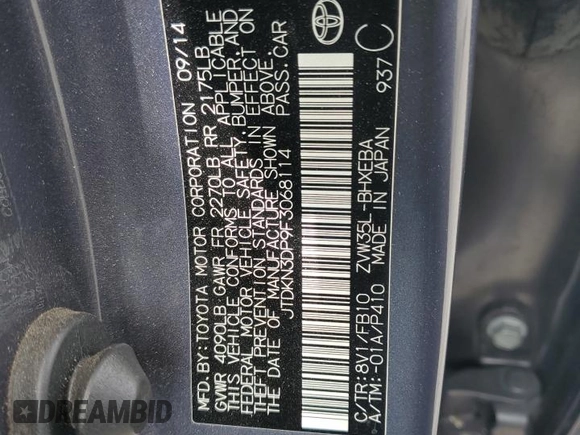 MFD.BY:TOYOTA MOTOR CORPORATION 09/14
GVWR 4090LB GAWR FR 2270LB RR 2175LB
THIS VEHICLE CONFORMS TO ALL APPLICABLE
FEDERAL MOTOR VEHICLE SAFETY, BUMPER, AND
THEFT PREVENTION STANDARDS IN EFFECT ON
THE DATE OF MANUFACTURE SHOWN ABOVE.
JTDKN3DP9F3068114 PASS.CAR
C/TR:8V1/FB10 ZVW35L-BHXEBA
A/TM:-01A/P410 MADE IN JAPAN 937 C
DREAMBID